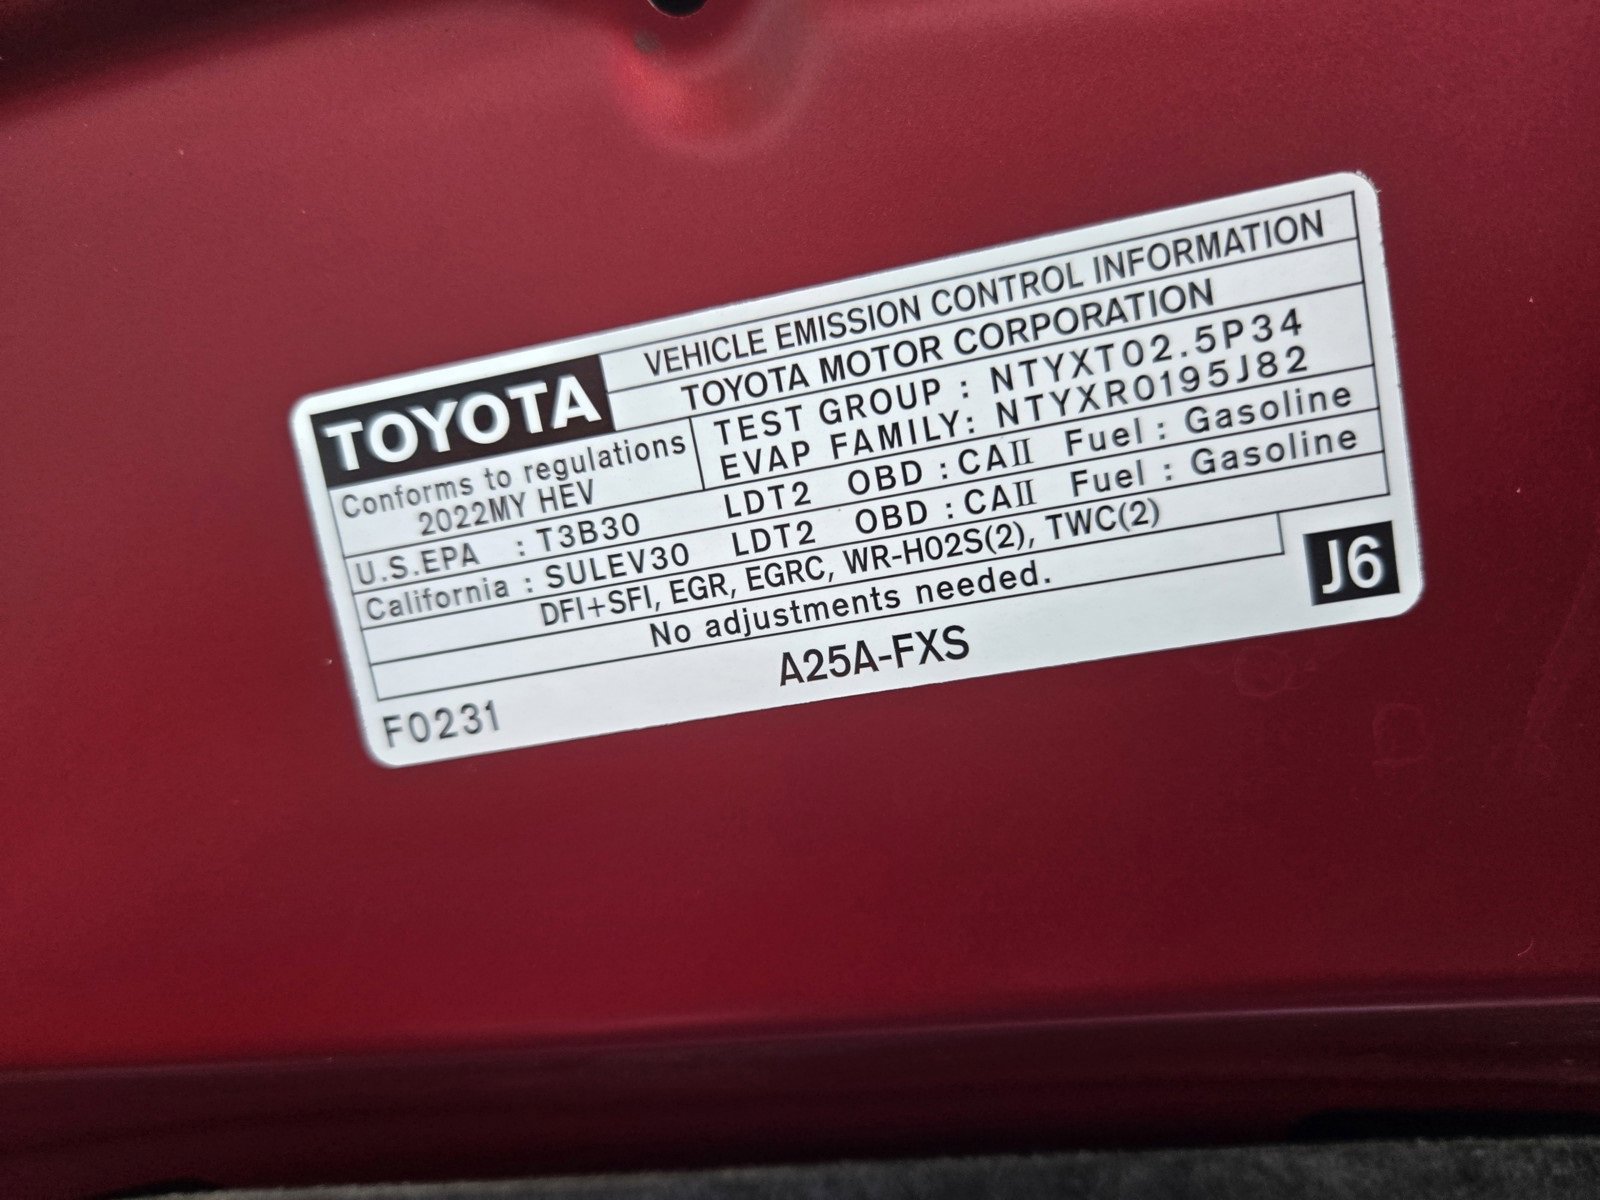 TOYOTA
VEHICLE EMISSION CONTROL INFORMATION
TOYOTA MOTOR CORPORATION
Conforms to regulations
2022MY HEV
TEST GROUP : NTYXT02.5P34
EVAP FAMILY: NTYXR0195J82
U.S.EPA : T3B30 LDT2 OBD : CAⅡ Fuel : Gasoline
California : SULEV30 LDT2 OBD : CAⅡ Fuel : Gasoline
DFI+SFI, EGR, EGRC, WR-HO2S(2), TWC(2)
No adjustments needed.
J6
A25A-FXS
F0231